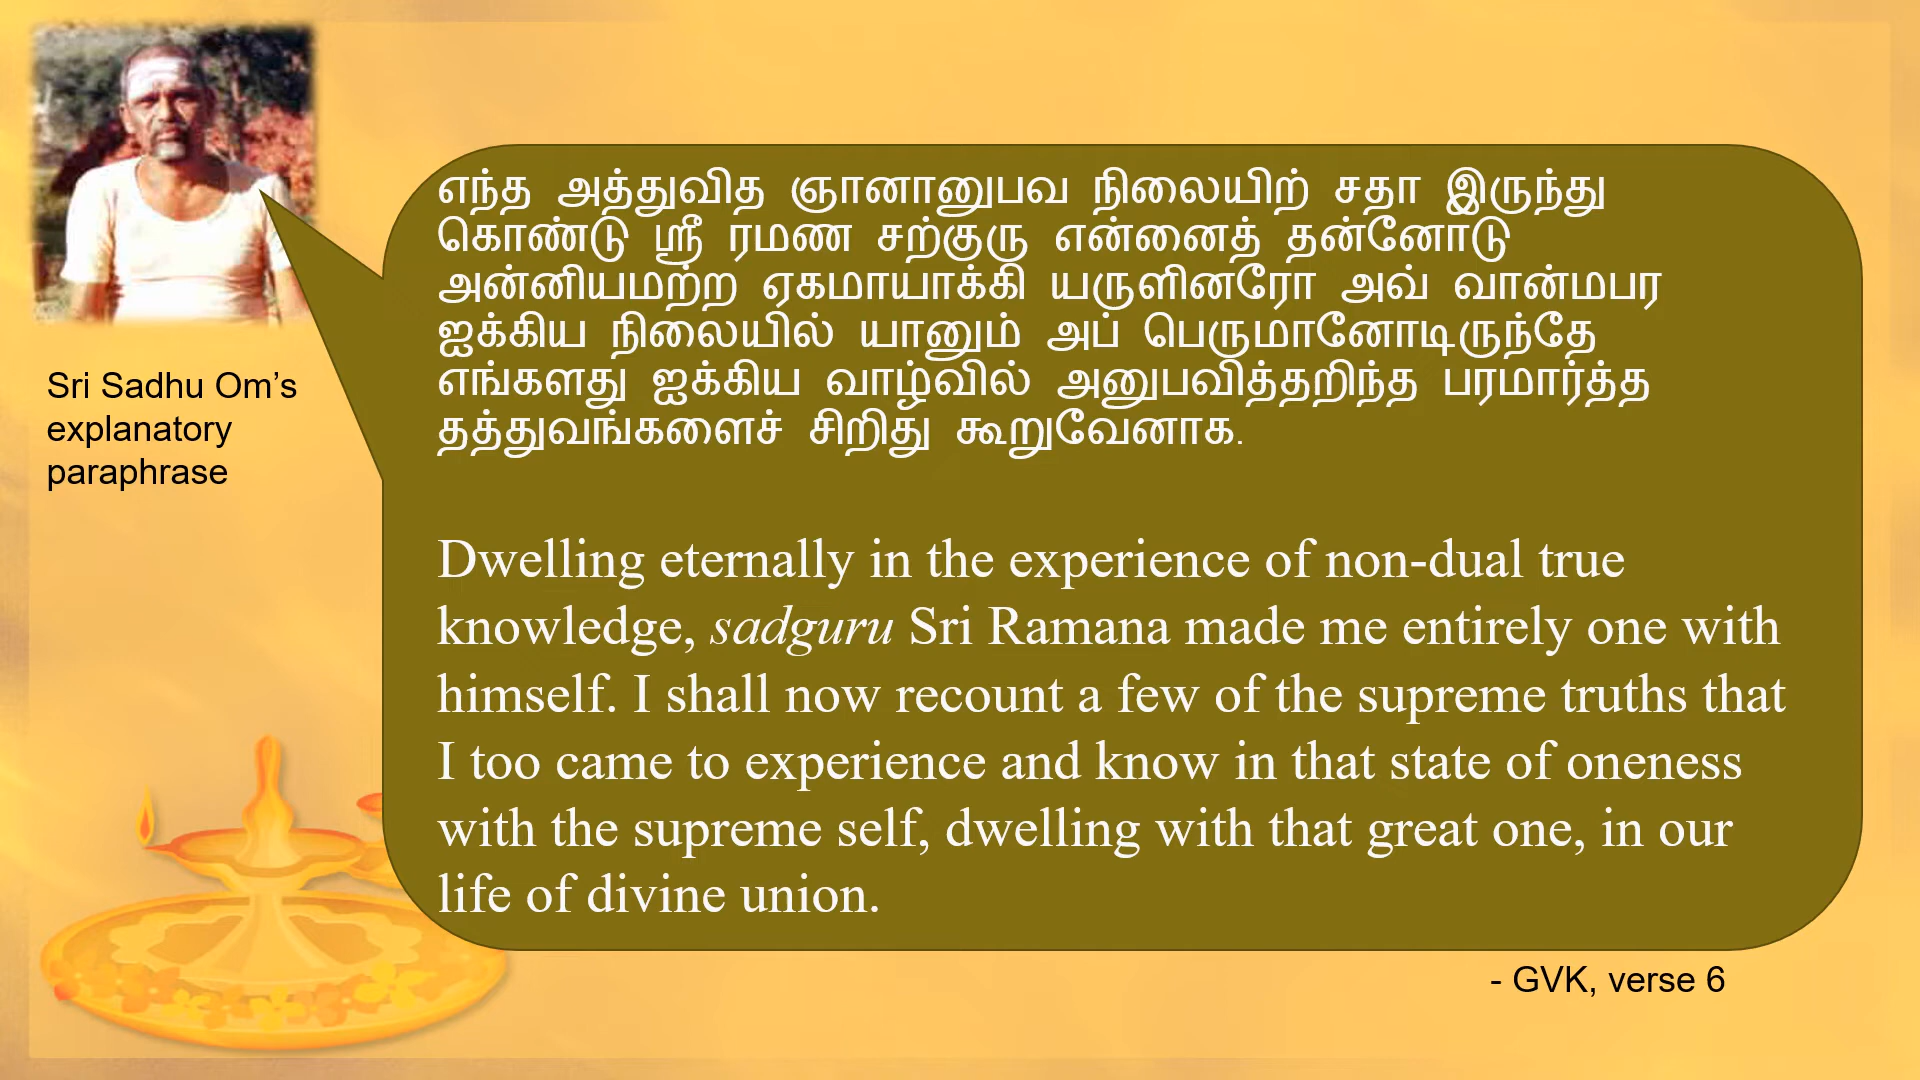 Sri Sadhu Om’s
explanatory
paraphrase
எந்த அத்துவித ஞானானுபவ நிலையிற் சதா இருந்து
கொண்டு ஸ்ரீ ரமண சற்குரு என்னைத் தன்னோடு
அன்னியமற்ற ஏகமாயாக்கி யருளினரோ அவ் வான்மபர
ஐக்கிய நிலையில் யானும் அப் பெருமானோடிருந்தே
எங்களது ஐக்கிய வாழ்வில் அனுபவித்தறிந்த பரமார்த்த
தத்துவங்களைச் சிறிது கூறுவேனாக.
Dwelling eternally in the experience of non-dual true
knowledge, sadguru Sri Ramana made me entirely one with
himself. I shall now recount a few of the supreme truths that
I too came to experience and know in that state of oneness
with the supreme self, dwelling with that great one, in our
life of divine union.
- GVK, verse 6